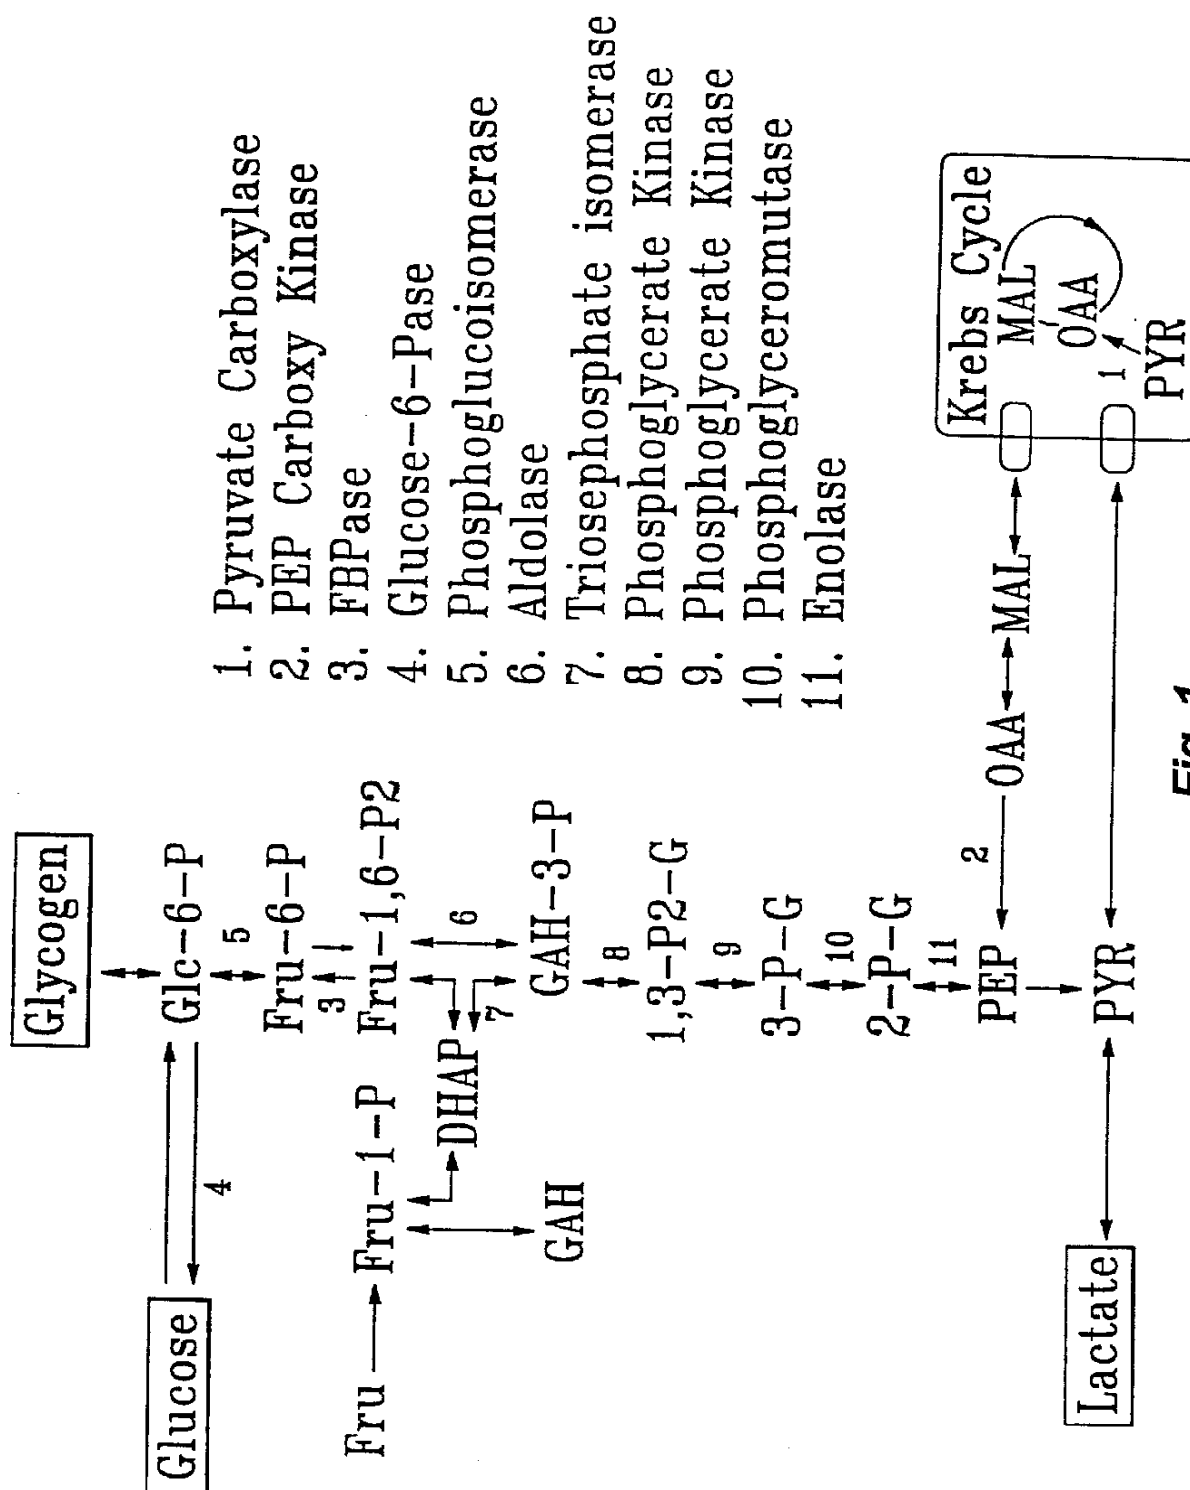 Glycogen
Glucose
Glc-6-P
4
5
Fru-6-P
3
Fru
Fru-1-P
Fru-1,6-P2
DHAP
6
7
GAH
GAH-3-P
8
1,3-P2-G
9
3-P-G
10
2-P-G
11
PEP
2
OAA
MAL
Lactate
PYR
Krebs Cycle
MAL
OAA
1
PYR
1. Pyruvate Carboxylase
2. PEP Carboxy Kinase
3. FBPase
4. Glucose-6-Pase
5. Phosphoglucoisomerase
6. Aldolase
7. Triosephosphate isomerase
8. Phosphoglycerate Kinase
9. Phosphoglycerate Kinase
10. Phosphoglyceromutase
11. Enolase
Fig. 1